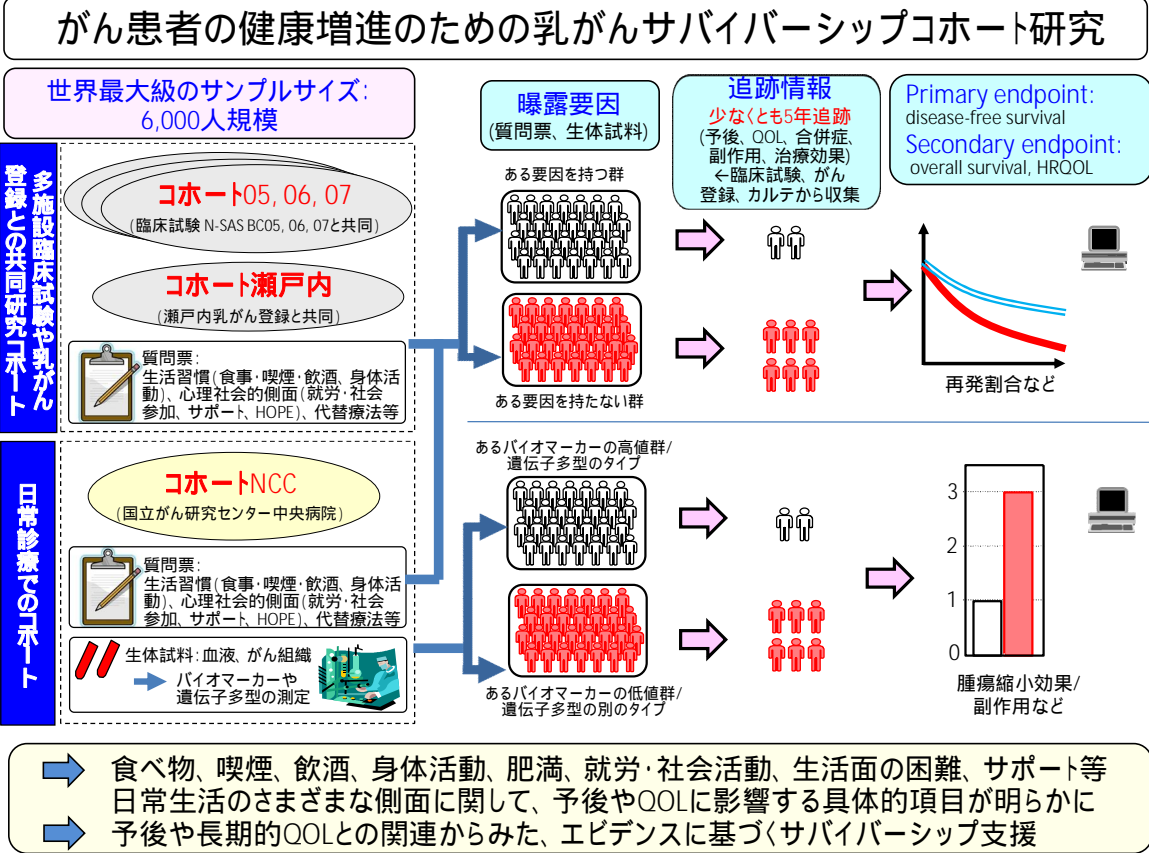 がん患者の健康増進のための乳がんサバイバーシップコホート研究
世界最大級のサンプルサイズ:
6,000人規模
曝露要因
(質問票、生体試料)
追跡情報
少なくとも5年追跡
(予後、QOL、合併症、
副作用、治療効果)
←臨床試験、がん
登録、カルテから収集
Primary endpoint:
disease-free survival
Secondary endpoint:
overall survival, HRQOL
多施設臨床試験や乳がん
登録との共同研究コホート
コホート05, 06, 07
(臨床試験 N-SAS BC05, 06, 07と共同)
コホート瀬戸内
(瀬戸内乳がん登録と共同)
質問票:
生活習慣(食事・喫煙・飲酒、身体活
動)、心理社会的側面(就労・社会
参加、サポート、HOPE)、代替療法等
ある要因を持つ群
ある要因を持たない群
再発割合など
日常診療でのコホート
コホートNCC
(国立がん研究センター中央病院)
質問票:
生活習慣(食事・喫煙・飲酒、身体活
動)、心理社会的側面(就労・社会
参加、サポート、HOPE)、代替療法等
生体試料:血液、がん組織
バイオマーカーや
遺伝子多型の測定
あるバイオマーカーの高値群/
遺伝子多型のタイプ
あるバイオマーカーの低値群/
遺伝子多型の別のタイプ
3
2
1
0
腫瘍縮小効果/
副作用など
食べ物、喫煙、飲酒、身体活動、肥満、就労・社会活動、生活面の困難、サポート等
日常生活のさまざまな側面に関して、予後やQOLに影響する具体的項目が明らかに
予後や長期的QOLとの関連からみた、エビデンスに基づくサバイバーシップ支援